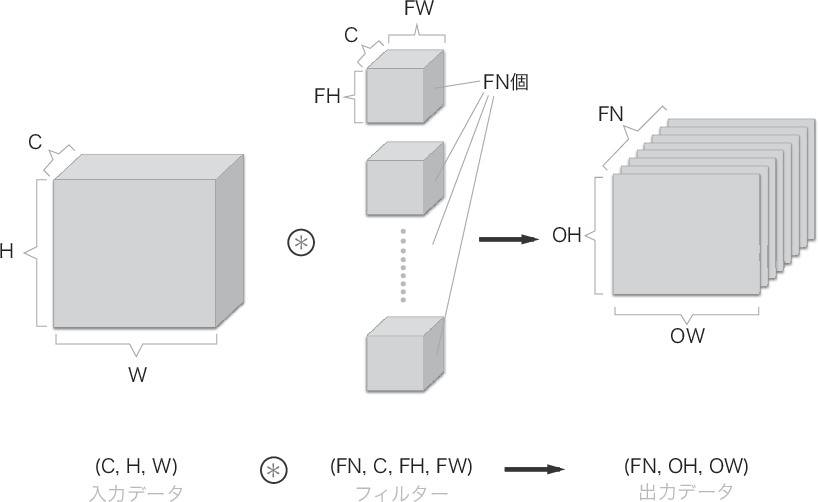 FW
C
FH
FN個
FN
C
H
OH
OW
W
(C, H, W) ⊛ (FN, C, FH, FW) → (FN, OH, OW)
入力データ フィルター 出力データ